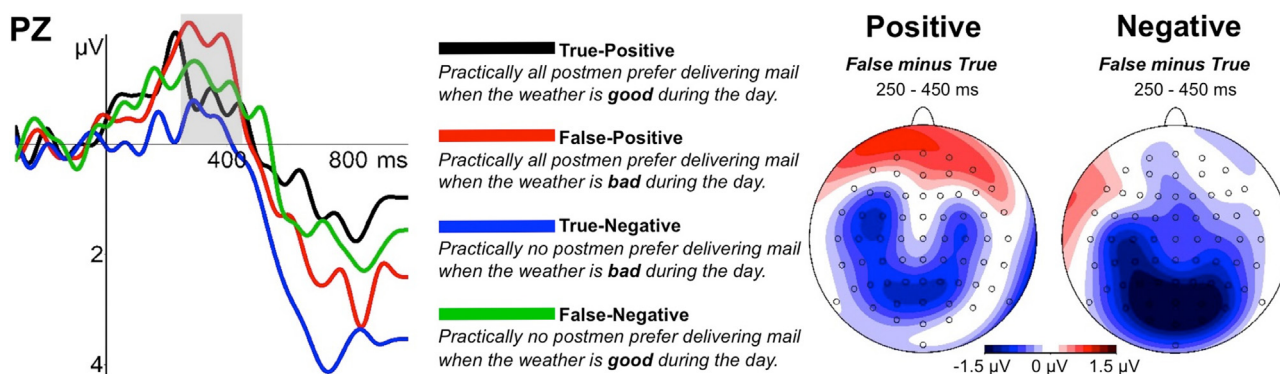 PZ
µV
400
800 ms
2
4
True-Positive
Practically all postmen prefer delivering mail
when the weather is good during the day.
False-Positive
Practically all postmen prefer delivering mail
when the weather is bad during the day.
True-Negative
Practically no postmen prefer delivering mail
when the weather is bad during the day.
False-Negative
Practically no postmen prefer delivering mail
when the weather is good during the day.
Positive
False minus True
250 - 450 ms
Negative
False minus True
250 - 450 ms
-1.5 µV 0 µV 1.5 µV